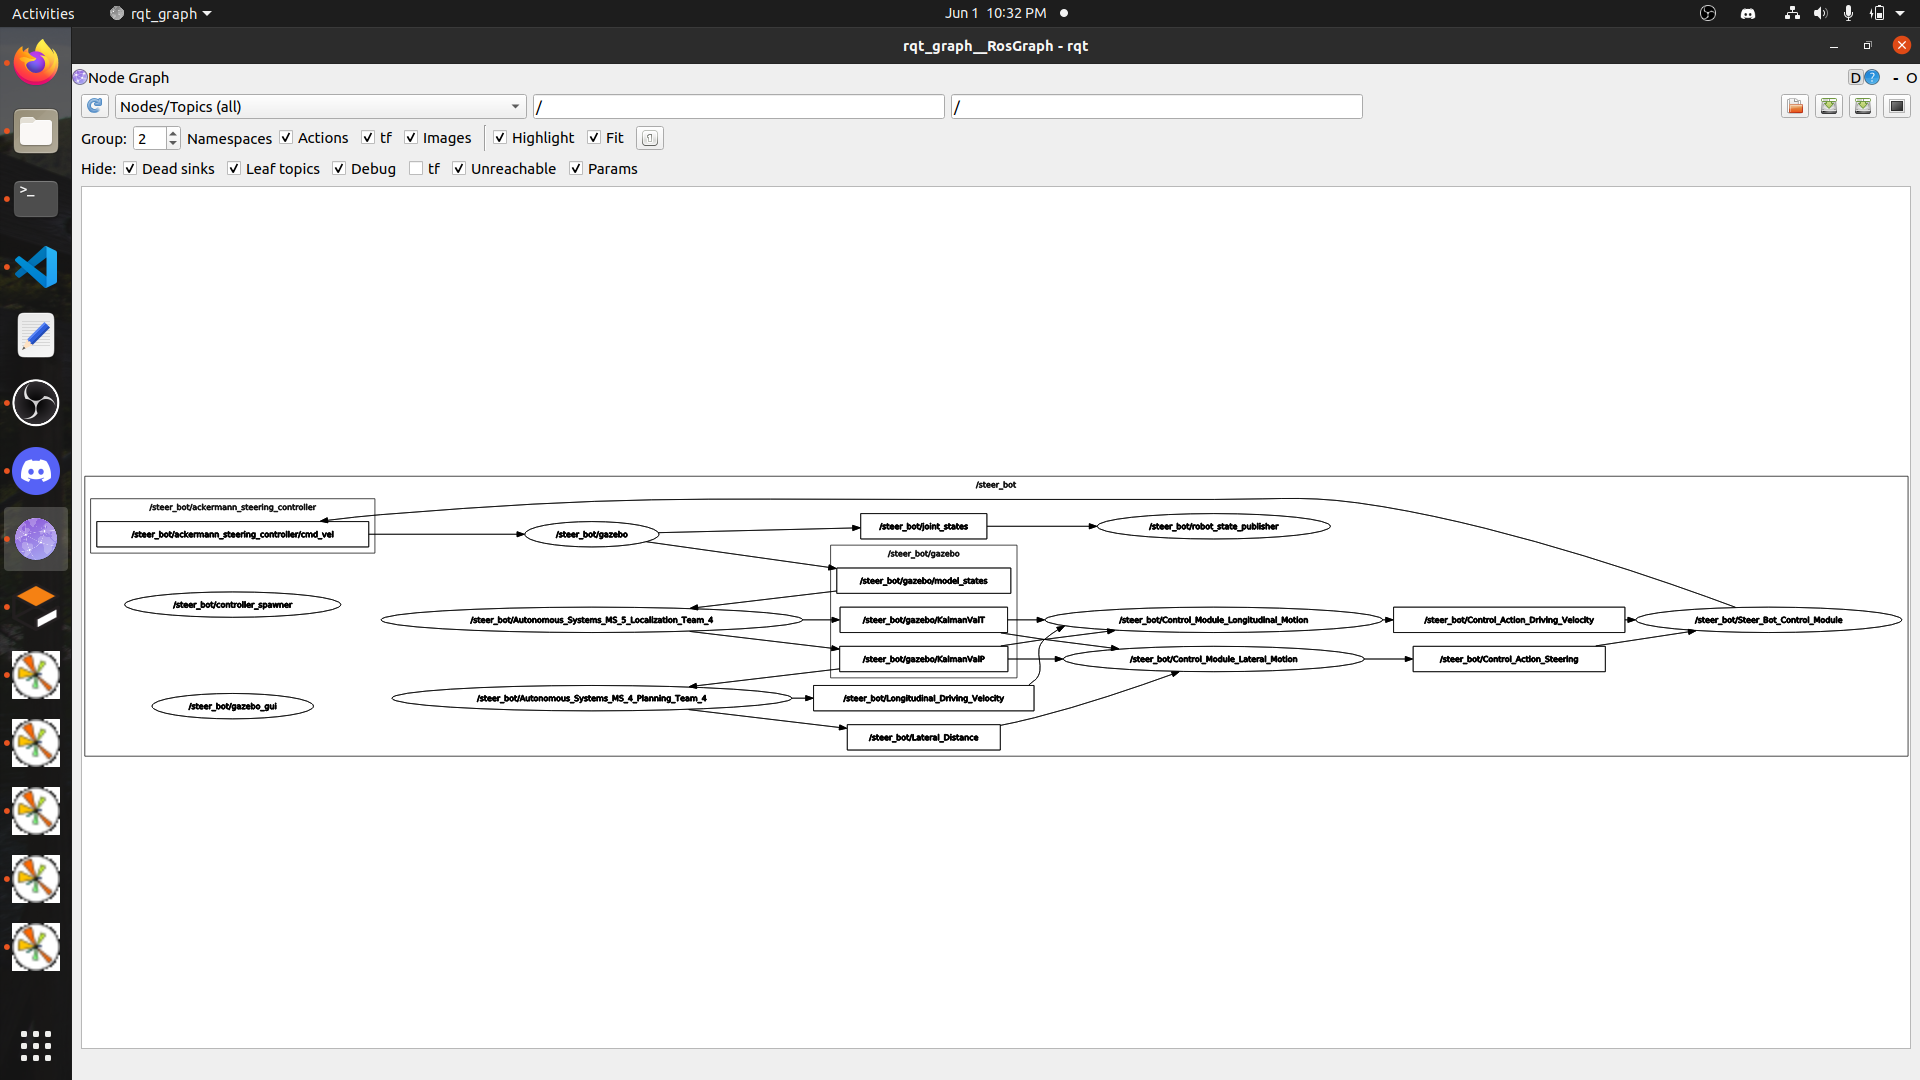 Activities rqt_graph Jun 1 10:32 PM
rqt_graph__RosGraph - rqt
Node Graph D ? - O
Nodes/Topics (all) / /
Group: 2 Namespaces Actions tf Images Highlight Fit
Hide: Dead sinks Leaf topics Debug tf Unreachable Params
/steer_bot
/steer_bot/ackermann_steering_controller
/steer_bot/ackermann_steering_controller/cmd_vel
/steer_bot/gazebo
/steer_bot/joint_states
/steer_bot/robot_state_publisher
/steer_bot/gazebo
/steer_bot/gazebo/model_states
/steer_bot/controller_spawner
/steer_bot/Autonomous_Systems_MS_5_Localization_Team_4
/steer_bot/gazebo/KalmanValT
/steer_bot/Control_Module_Longitudinal_Motion
/steer_bot/Control_Action_Driving_Velocity
/steer_bot/Steer_Bot_Control_Module
/steer_bot/gazebo/KalmanValP
/steer_bot/Control_Module_Lateral_Motion
/steer_bot/Control_Action_Steering
/steer_bot/gazebo_gui
/steer_bot/Autonomous_Systems_MS_4_Planning_Team_4
/steer_bot/Longitudinal_Driving_Velocity
/steer_bot/Lateral_Distance